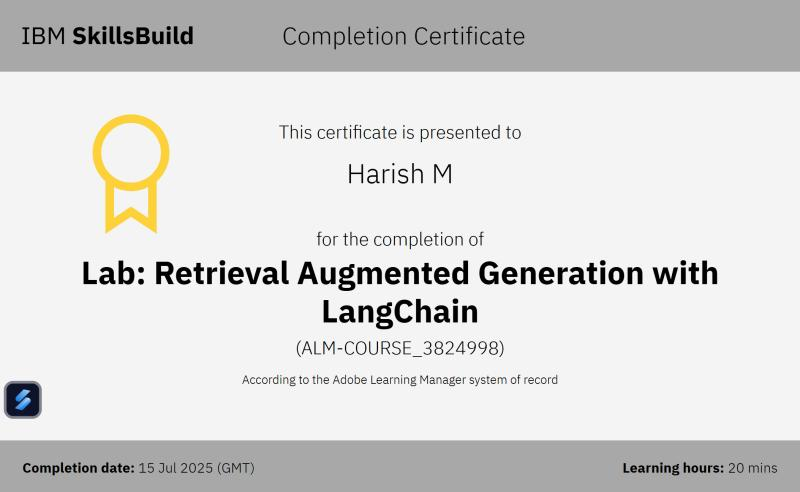 IBM SkillsBuild
Completion Certificate
This certificate is presented to
Harish M
for the completion of
Lab: Retrieval Augmented Generation with
LangChain
(ALM-COURSE_3824998)
According to the Adobe Learning Manager system of record
Completion date: 15 Jul 2025 (GMT)
Learning hours: 20 mins